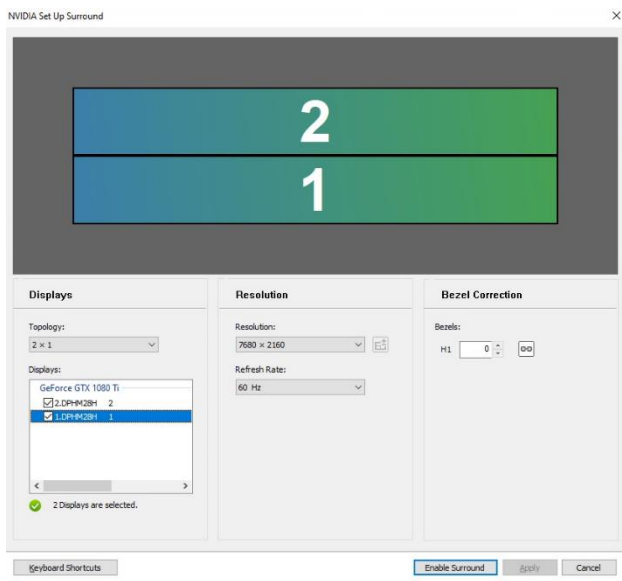 NVIDIA Set Up Surround
2
1
Displays
Topology:
2 × 1
Displays:
GeForce GTX 1080 Ti
2.DPHM28H 2
1.DPHM28H 1
2 Displays are selected.
Resolution
Resolution:
7680 × 2160
Refresh Rate:
60 Hz
Bezel Correction
Bezels:
H1 0
Keyboard Shortcuts
Enable Surround
Apply
Cancel